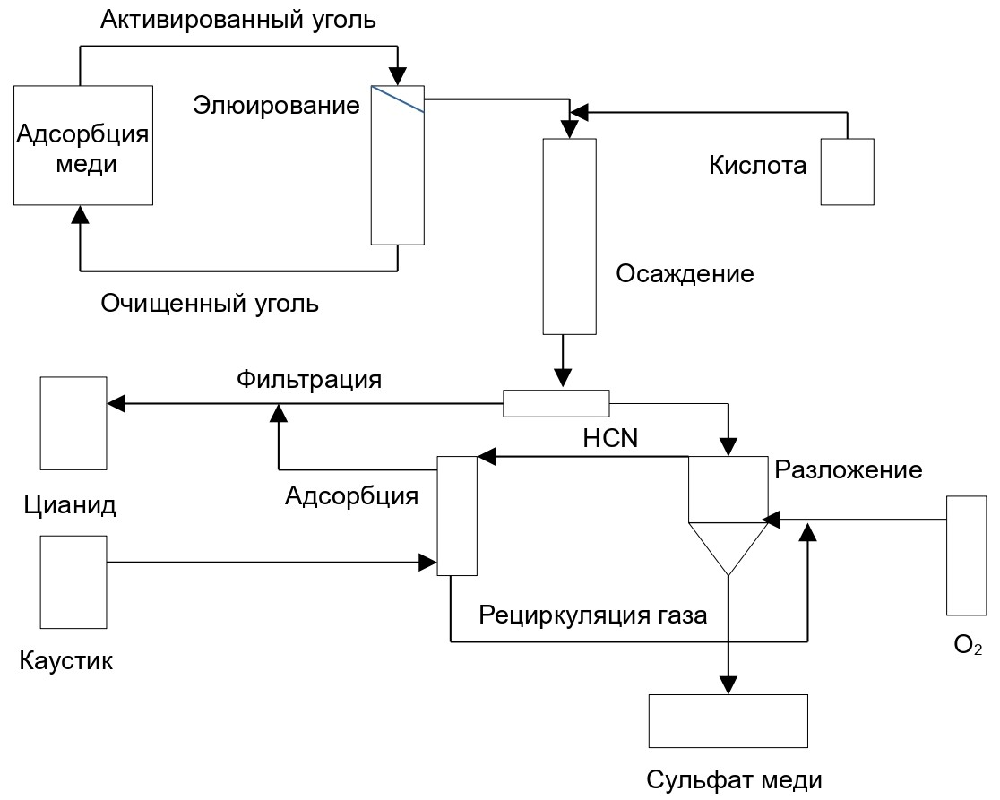 Активированный уголь
Элюирование
Адсорбция
меди
Кислота
Осаждение
Очищенный уголь
Фильтрация
HCN
Разложение
Адсорбция
Цианид
Рециркуляция газа
O₂
Каустик
Сульфат меди